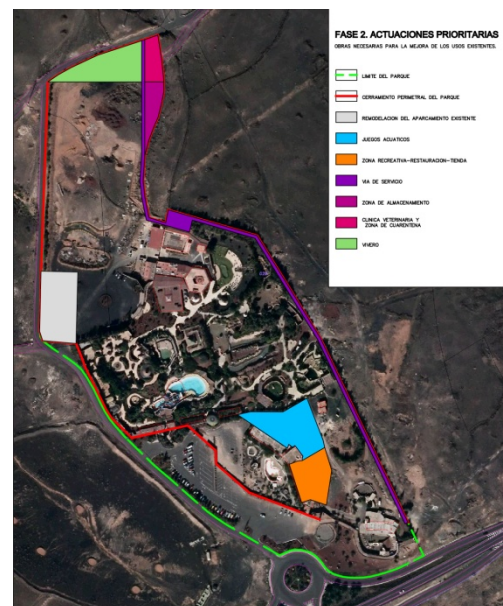 FASE 2. ACTUACIONES PRIORITARIAS
OBRAS NECESARIAS PARA LA MEJORA DE LOS USOS EXISTENTES.
LIMITE DEL PARQUE
CERRAMIENTO PERIMETRAL DEL PARQUE
REMODELACION DEL APARCAMIENTO EXISTENTE
JUEGOS ACUATICOS
ZONA RECREATIVA-RESTAURACION-TIENDA
VIA DE SERVICIO
ZONA DE ALMACENAMIENTO
CLINICA VETERINARIA Y
ZONA DE CUARENTENA
VIVERO